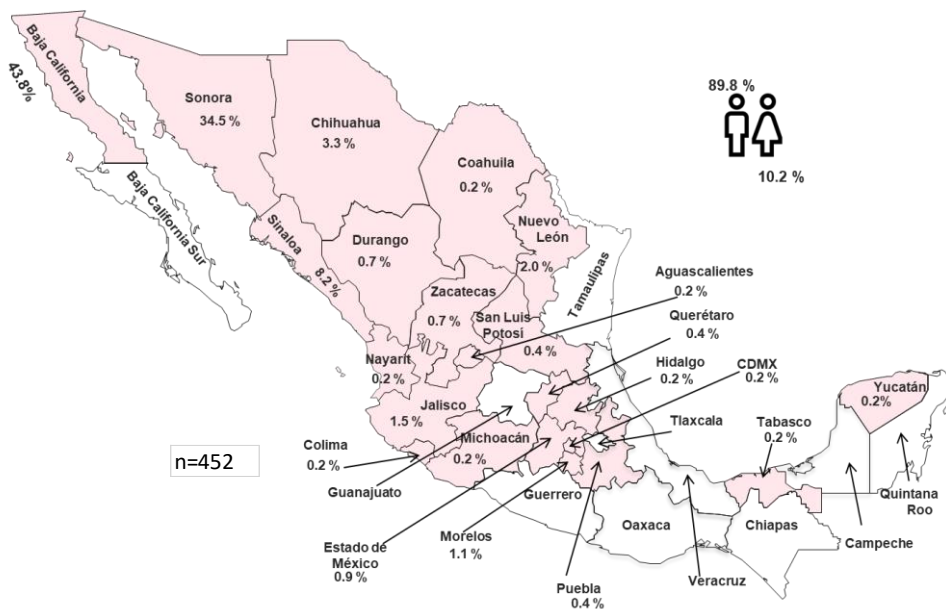 Baja California
43.8%
Sonora
34.5 %
Chihuahua
3.3 %
Coahuila
0.2 %
89.8 %
10.2 %
Baja California Sur
Sinaloa
8.2 %
Durango
0.7 %
Nuevo
León
2.0 %
Tamaulipas
Zacatecas
0.7 %
San Luis
Potosí
0.4 %
Aguascalientes
0.2 %
Querétaro
0.4 %
Hidalgo
0.2 %
CDMX
0.2 %
Nayarit
0.2 %
Jalisco
1.5 %
Michoacán
0.2 %
Tlaxcala
Tabasco
0.2 %
Yucatán
0.2%
Colima
0.2 %
n=452
Guanajuato
Guerrero
Quintana
Roo
Oaxaca
Chiapas
Campeche
Estado de
México
0.9 %
Morelos
1.1 %
Puebla
0.4 %
Veracruz